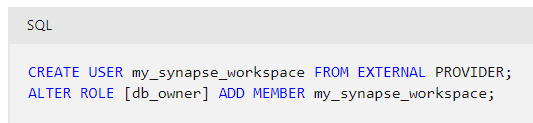 SQL
CREATE USER my_synapse_workspace FROM EXTERNAL PROVIDER;
ALTER ROLE [db_owner] ADD MEMBER my_synapse_workspace;